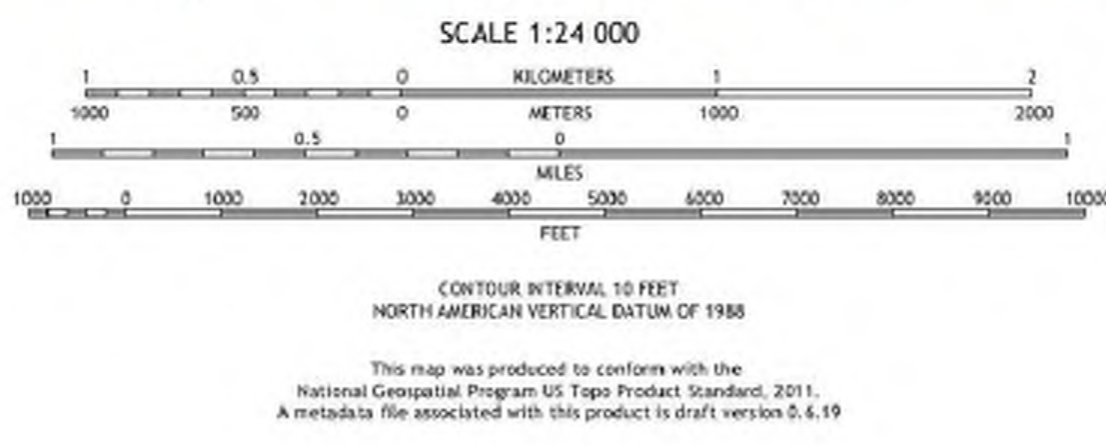 SCALE 1:24 000
1 0.5 0 KILOMETERS 1 2
1000 500 0 METERS 1000 2000
1 0.5 0 1
MILES
1000 0 1000 2000 3000 4000 5000 6000 7000 8000 9000 10000
FEET
CONTOUR INTERVAL 10 FEET
NORTH AMERICAN VERTICAL DATUM OF 1988
This map was produced to conform with the
National Geospatial Program US Topo Product Standard, 2011.
A metadata file associated with this product is draft version 0.6.19